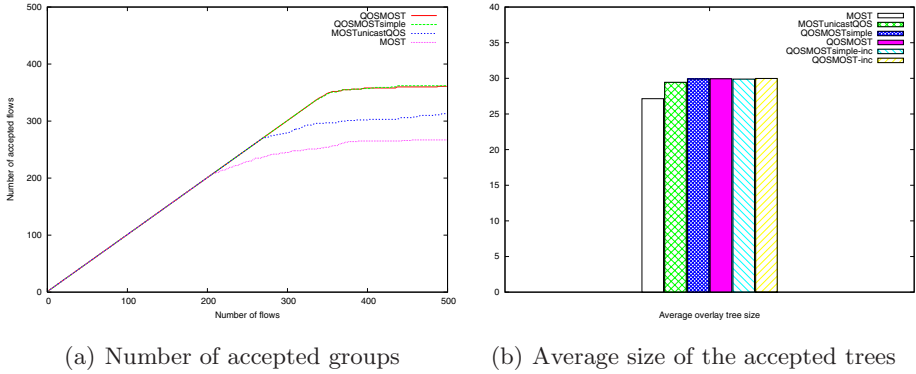 500
400
300
200
100
0
0
100
200
300
400
500
Number of accepted flows
Number of flows
QOSMOST
QOSMOSTsimple
MOSTunicastQOS
MOST
(a) Number of accepted groups
40
35
30
25
20
15
10
5
0
MOST
MOSTunicastQOS
QOSMOSTsimple
QOSMOST
QOSMOSTsimple-inc
QOSMOST-inc
Average overlay tree size
(b) Average size of the accepted trees